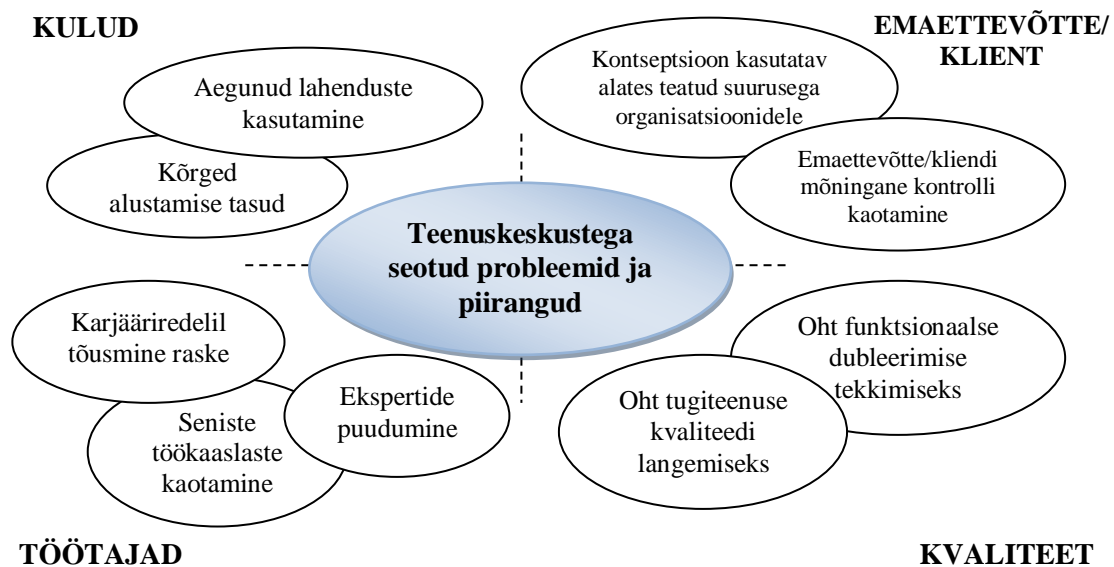 KULUD
Aegunud lahenduste
kasutamine
Kõrged
alustamise tasud
EMAETTEVÕTTE/
KLIENT
Kontseptsioon kasutatav
alates teatud suurusega
organisatsioonidele
Emaettevõtte/kliendi
mõningane kontrolli
kaotamine
Teenuskeskustega
seotud probleemid ja
piirangud
Karjääriredelil
tõusmine raske
Seniste
töökaaslaste
kaotamine
Ekspertide
puudumine
TÖÖTAJAD
Oht funktsionaalse
dubleerimise
tekkimiseks
Oht tugiteenuse
kvaliteedi
langemiseks
KVALITEET